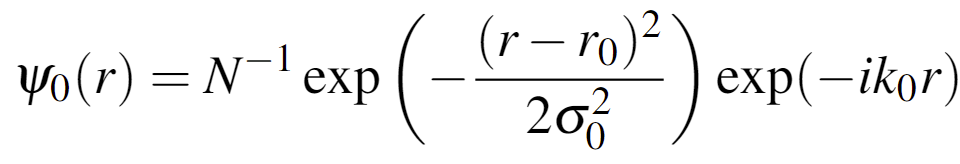 ψ₀(r) = N⁻¹ exp(−(r − r₀)²/2σ₀²) exp(−ik₀r)